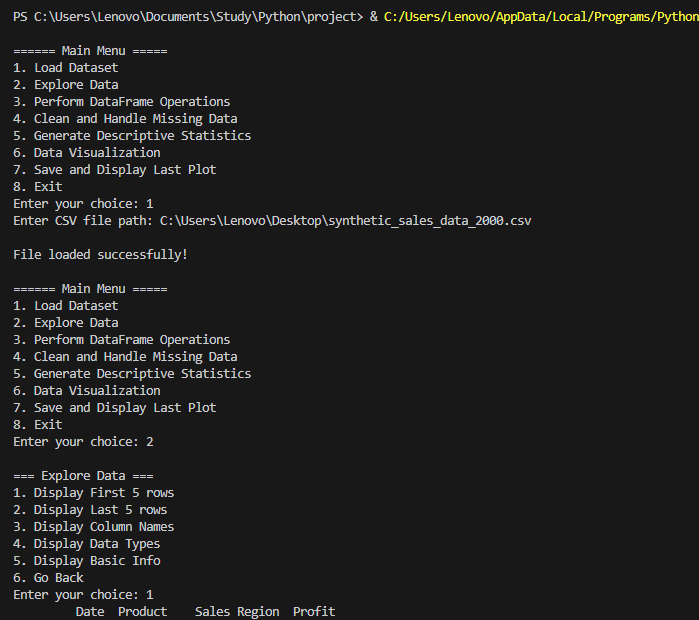 PS C:\Users\Lenovo\Documents\Study\Python\project> & C:/Users/Lenovo/AppData/Local/Programs/Python
====== Main Menu =====
1. Load Dataset
2. Explore Data
3. Perform DataFrame Operations
4. Clean and Handle Missing Data
5. Generate Descriptive Statistics
6. Data Visualization
7. Save and Display Last Plot
8. Exit
Enter your choice: 1
Enter CSV file path: C:\Users\Lenovo\Desktop\synthetic_sales_data_2000.csv
File loaded successfully!
====== Main Menu =====
1. Load Dataset
2. Explore Data
3. Perform DataFrame Operations
4. Clean and Handle Missing Data
5. Generate Descriptive Statistics
6. Data Visualization
7. Save and Display Last Plot
8. Exit
Enter your choice: 2
=== Explore Data ===
1. Display First 5 rows
2. Display Last 5 rows
3. Display Column Names
4. Display Data Types
5. Display Basic Info
6. Go Back
Enter your choice: 1
Date Product Sales Region Profit